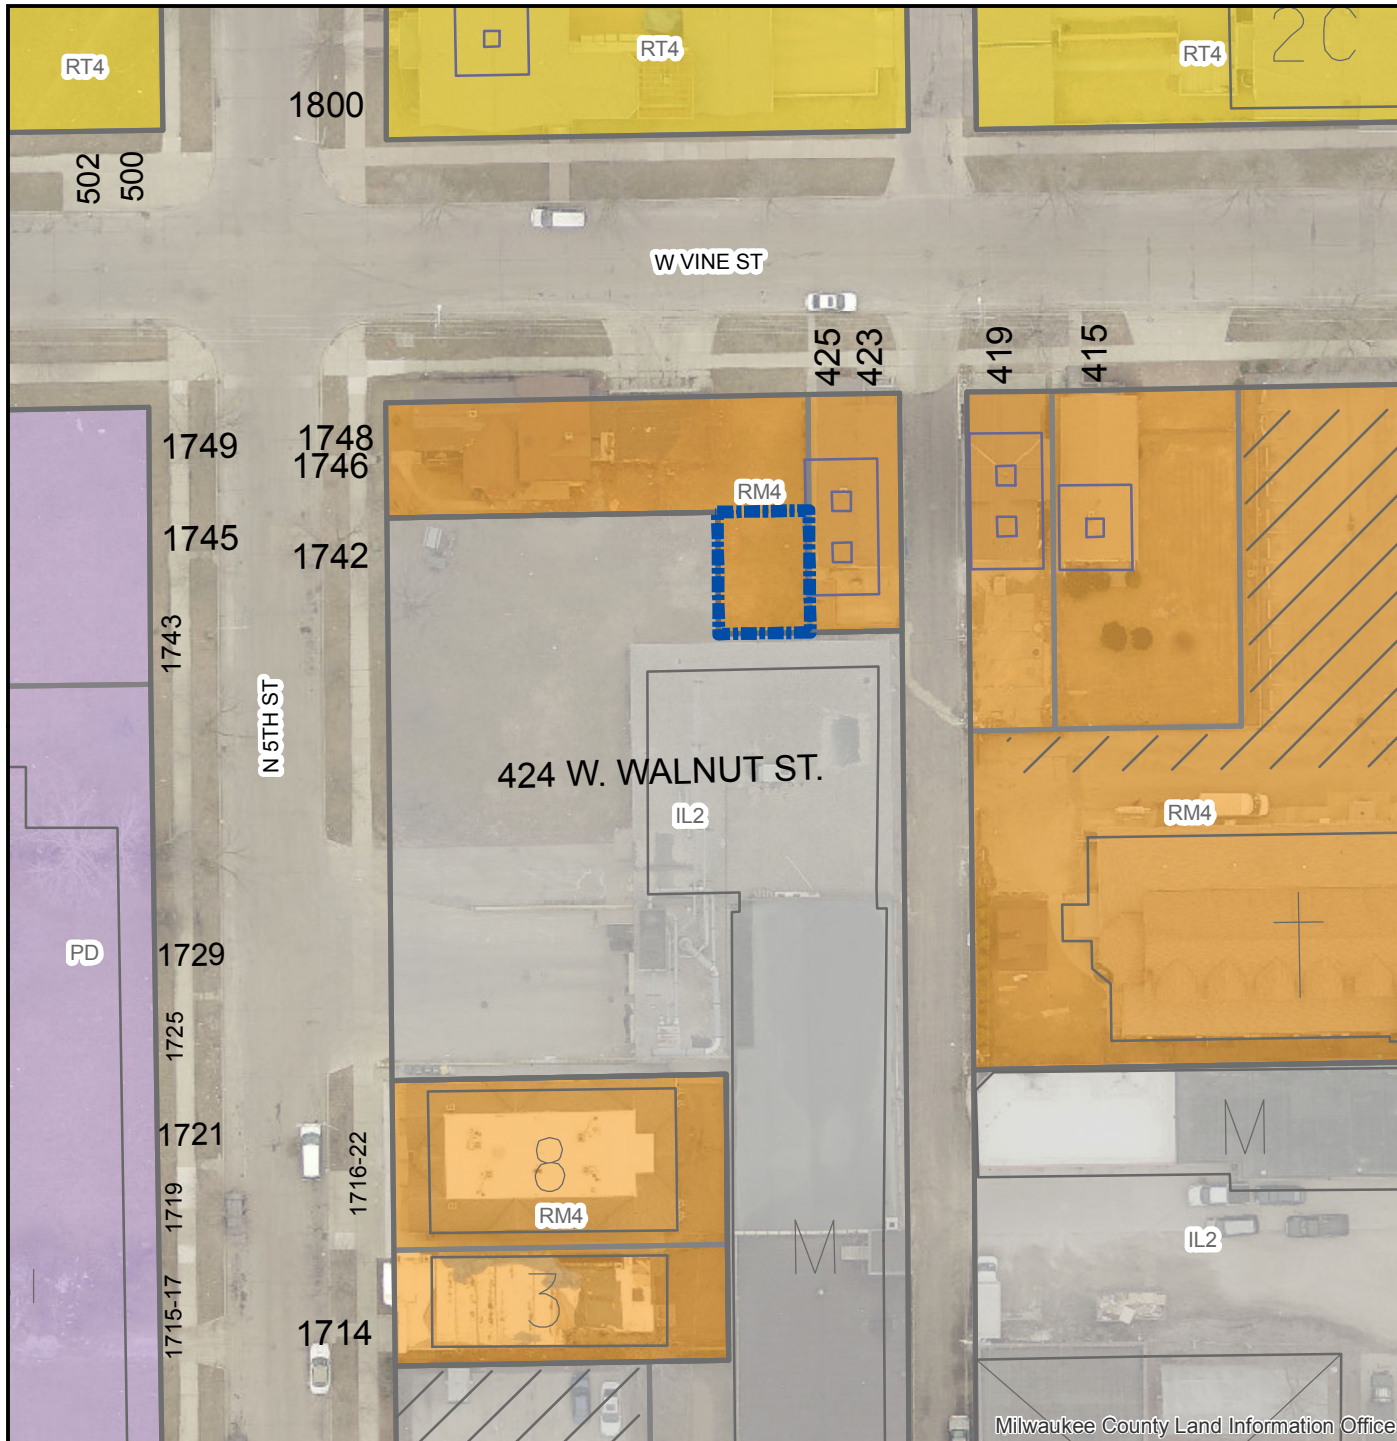 RT4
RT4
RT4
2C
1800
502
500
W VINE ST
425
423
419
415
1749
1748
1746
RM4
1745
1742
1743
N 5TH ST
424 W. WALNUT ST.
IL2
RM4
PD
1729
1725
1721
1716-22
8
M
1719
RM4
M
IL2
3
1715-17
1714
Milwaukee County Land Information Office